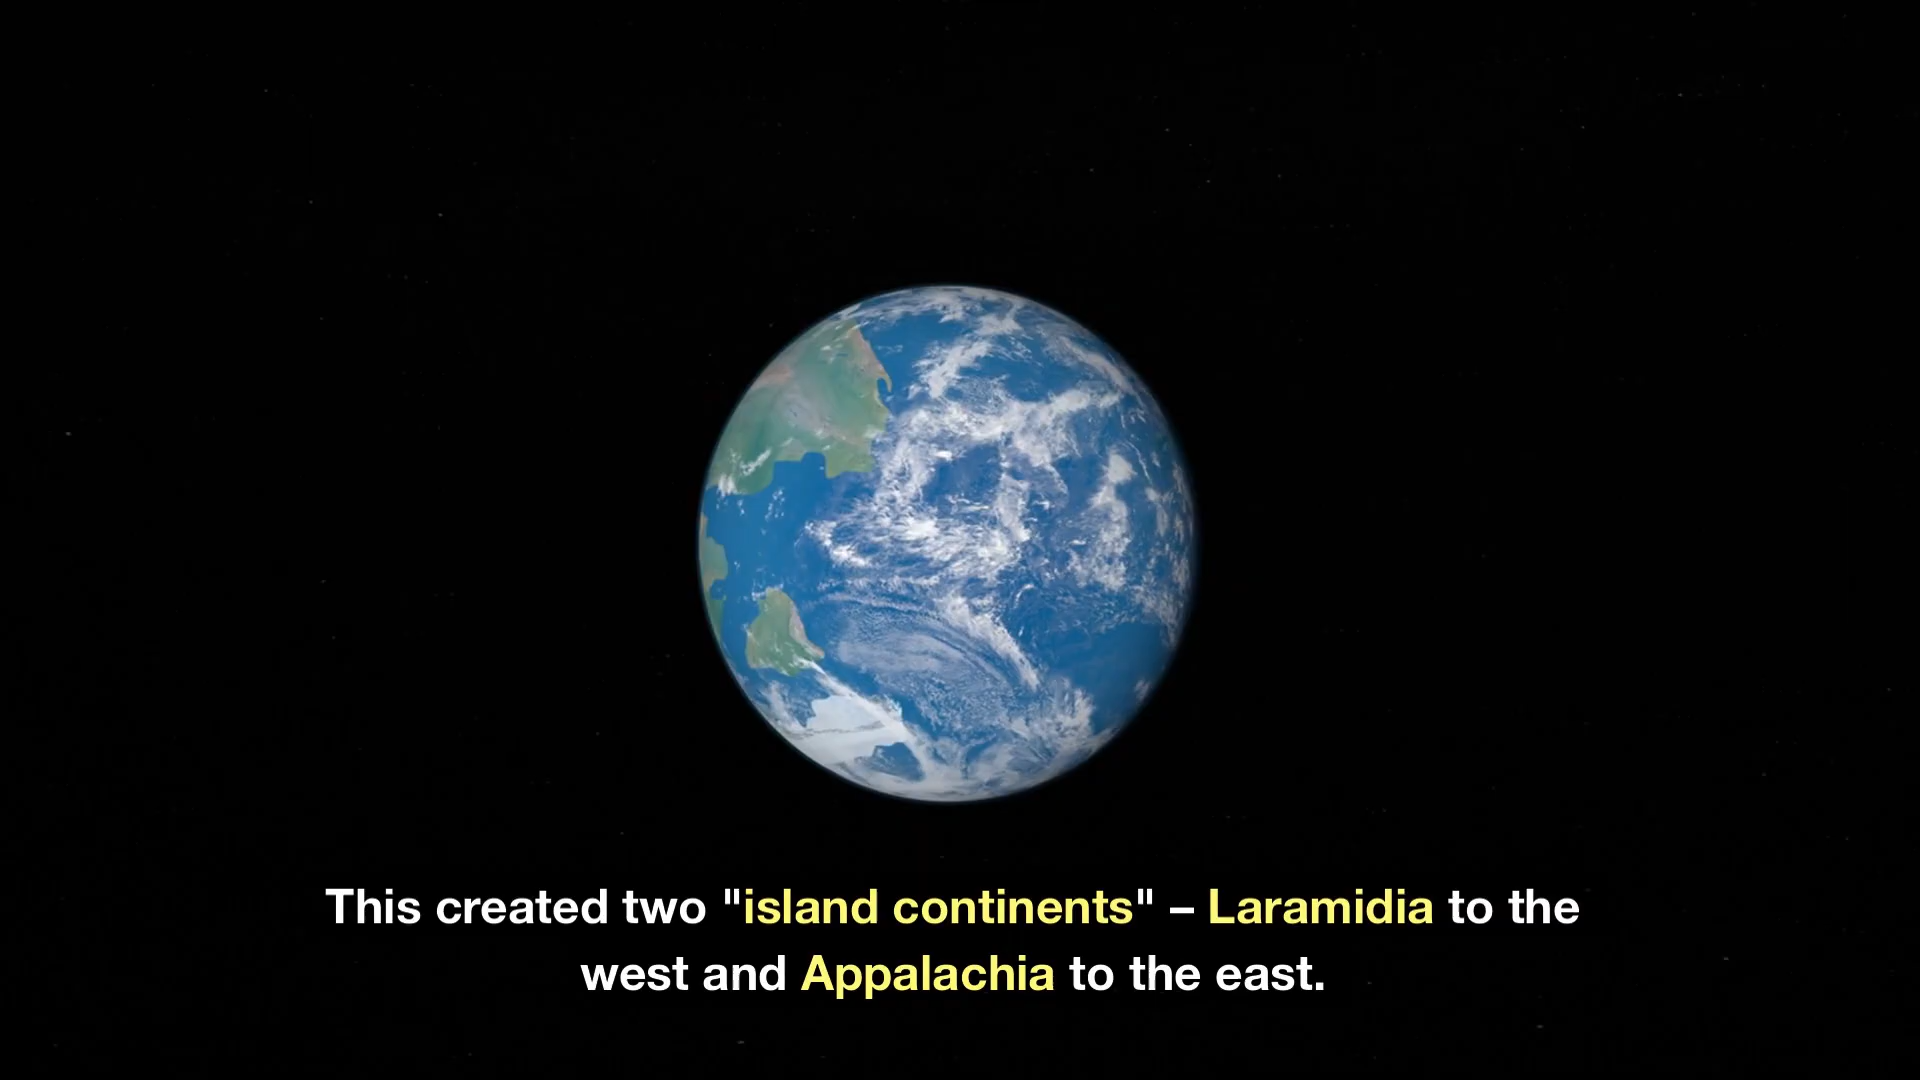 This created two "island continents" – Laramidia to the
west and Appalachia to the east.